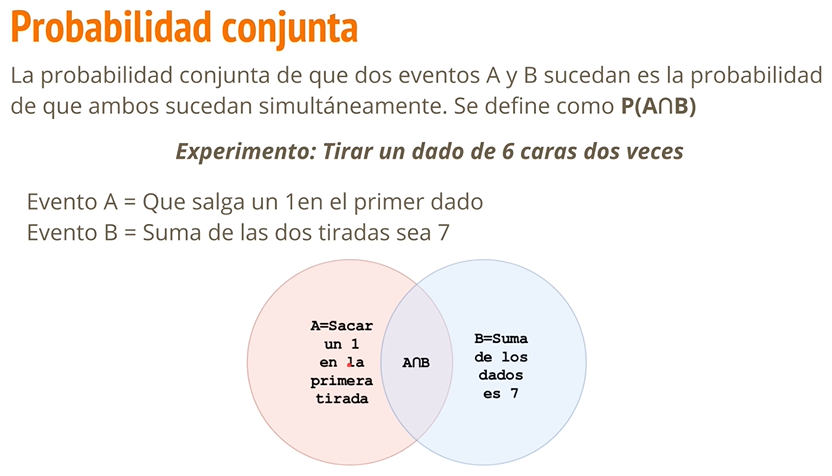 Probabilidad conjunta
La probabilidad conjunta de que dos eventos A y B sucedan es la probabilidad
de que ambos sucedan simultáneamente. Se define como P(A∩B)
Experimento: Tirar un dado de 6 caras dos veces
Evento A = Que salga un 1en el primer dado
Evento B = Suma de las dos tiradas sea 7
A=Sacar
un 1
en la
primera
tirada
A∩B
B=Suma
de los
dados
es 7